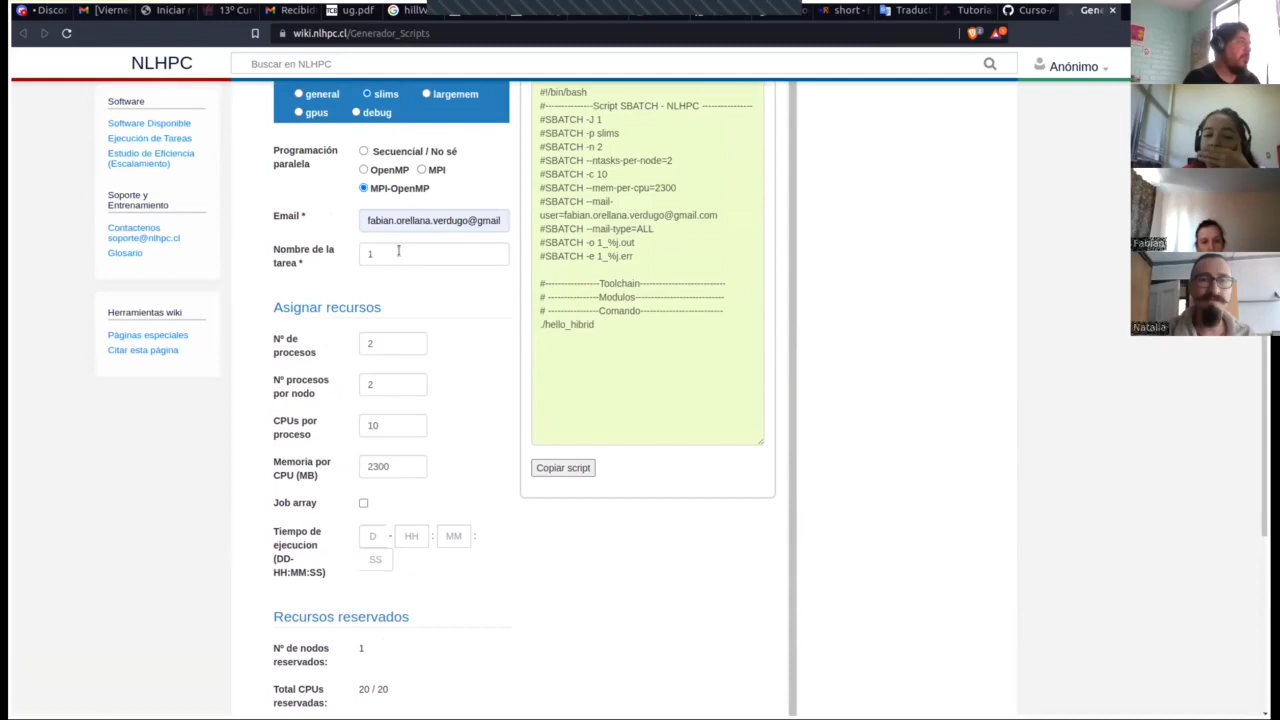 Discor
[Vierne
Iniciar r
13º Cur
Recibid
ug.pdf
hillW
short -
Traduct
Tutoria
Curso-
Gene
wiki.nlhpc.cl/Generador_Scripts
NLHPC
Buscar en NLHPC
Anónimo
Software
Software Disponible
Ejecución de Tareas
Estudio de Eficiencia
(Escalamiento)
Soporte y
Entrenamiento
Contactenos
soporte@nlhpc.cl
Glosario
Herramientas wiki
Páginas especiales
Citar esta página
general slims largemem
gpus debug
Programación
paralela
Secuencial / No sé
OpenMP MPI
MPI-OpenMP
Email *
fabian.orellana.verdugo@gmail
Nombre de la
tarea *
1
Asignar recursos
Nº de
procesos
2
Nº procesos
por nodo
2
CPUs por
proceso
10
Memoria por
CPU (MB)
2300
Job array
Tiempo de
ejecucion
(DD-
HH:MM:SS)
D - HH : MM :
SS
Recursos reservados
Nº de nodos
reservados:
1
Total CPUs
reservadas:
20 / 20
#!/bin/bash
#---------------Script SBATCH - NLHPC ----------------
#SBATCH -J 1
#SBATCH -p slims
#SBATCH -n 2
#SBATCH --ntasks-per-node=2
#SBATCH -c 10
#SBATCH --mem-per-cpu=2300
#SBATCH --mail-
user=fabian.orellana.verdugo@gmail.com
#SBATCH --mail-type=ALL
#SBATCH -o 1_%j.out
#SBATCH -e 1_%j.err
#-----------------Toolchain---------------------------
# ----------------Modulos----------------------------
# ----------------Comando--------------------------
./hello_hibrid
Copiar script
Fabián
Natalia